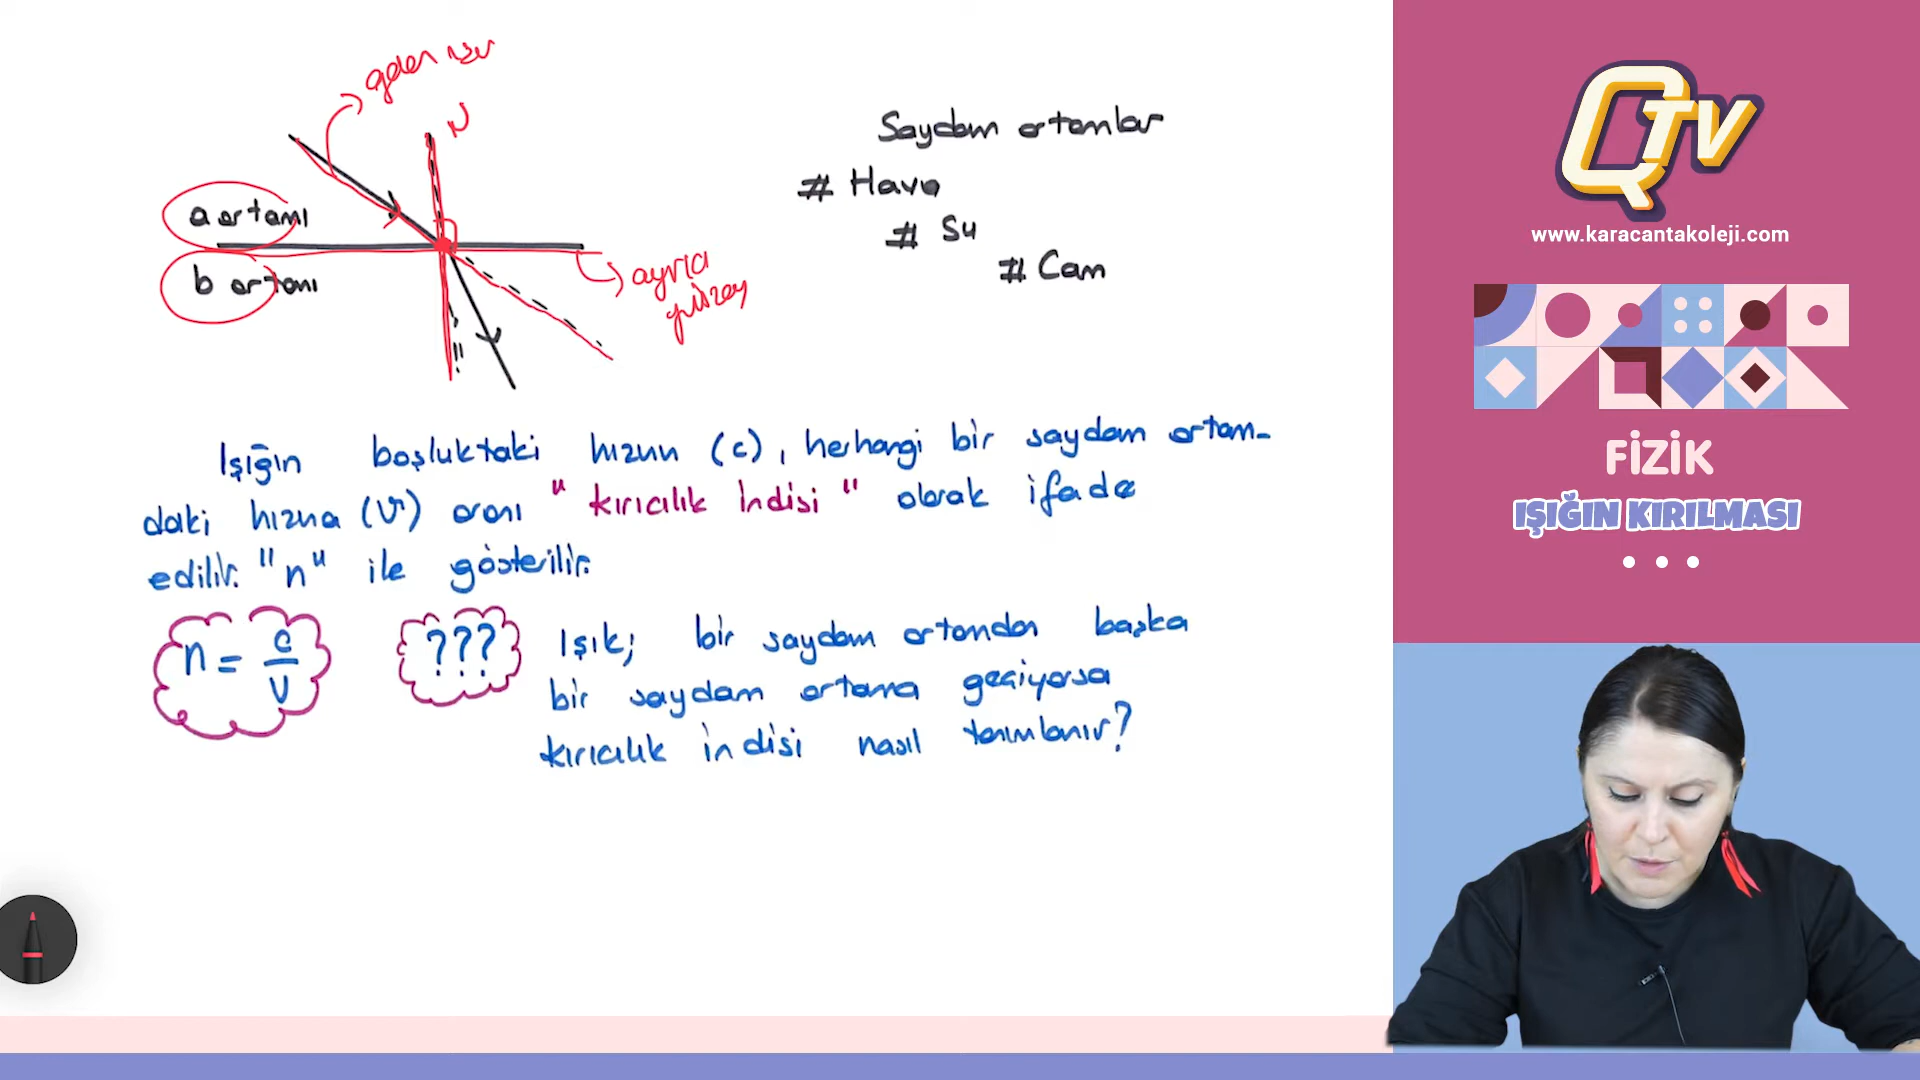 gelen ışın
N
a ortamı
b ortamı
ayırıcı
yüzey
Saydam ortamlar
# Hava
# Su
# Cam
Işığın boşluktaki hızının (c), herhangi bir saydam ortam-
daki hızına (v) oranı "kırıcılık indisi" olarak ifade
edilir. "n" ile gösterilir.
n = c/v
???
Işık; bir saydam ortamdan başka
bir saydam ortama geçiyorsa
kırıcılık indisi nasıl tanımlanır?
QTV
www.karacantakoleji.com
FİZİK
IŞIĞIN KIRILMASI